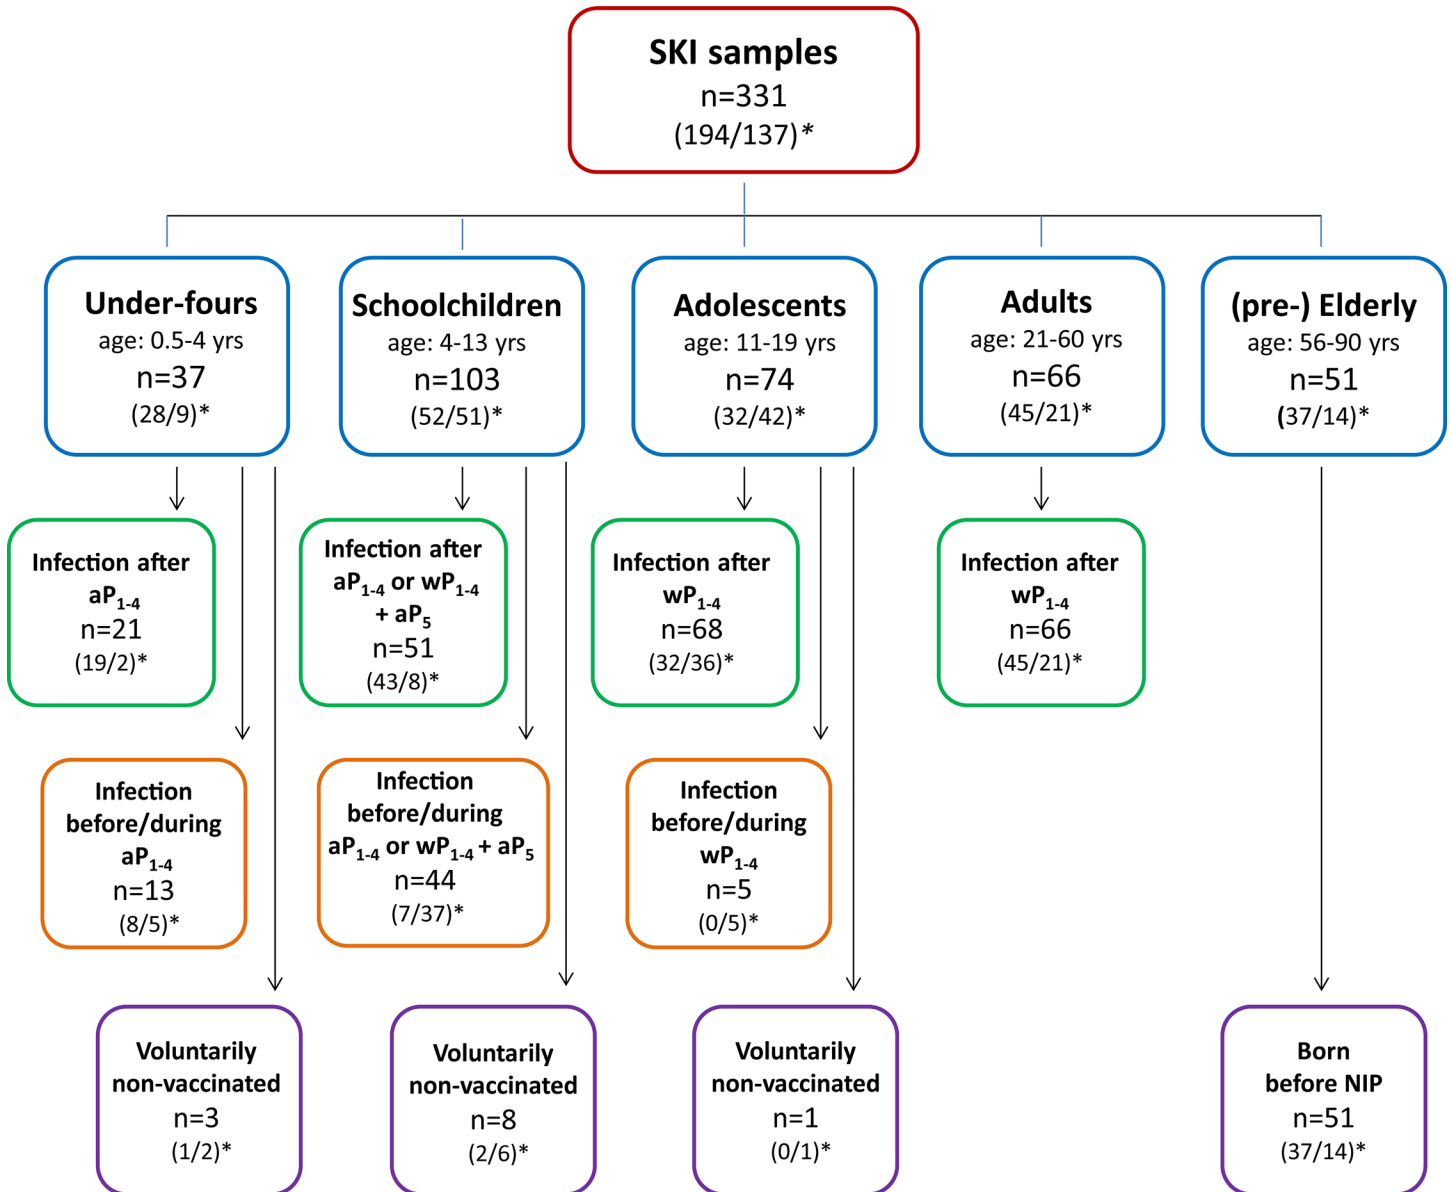 SKI samples
n=331
(194/137)*
Under-fours
age: 0.5-4 yrs
n=37
(28/9)*
Schoolchildren
age: 4-13 yrs
n=103
(52/51)*
Adolescents
age: 11-19 yrs
n=74
(32/42)*
Adults
age: 21-60 yrs
n=66
(45/21)*
(pre-) Elderly
age: 56-90 yrs
n=51
(37/14)*
Infection after
aP1-4
n=21
(19/2)*
Infection after
aP1-4 or wP1-4
+ aP5
n=51
(43/8)*
Infection after
wP1-4
n=68
(32/36)*
Infection after
wP1-4
n=66
(45/21)*
Infection
before/during
aP1-4
n=13
(8/5)*
Infection
before/during
aP1-4 or wP1-4 + aP5
n=44
(7/37)*
Infection
before/during
wP1-4
n=5
(0/5)*
Voluntarily
non-vaccinated
n=3
(1/2)*
Voluntarily
non-vaccinated
n=8
(2/6)*
Voluntarily
non-vaccinated
n=1
(0/1)*
Born
before NIP
n=51
(37/14)*